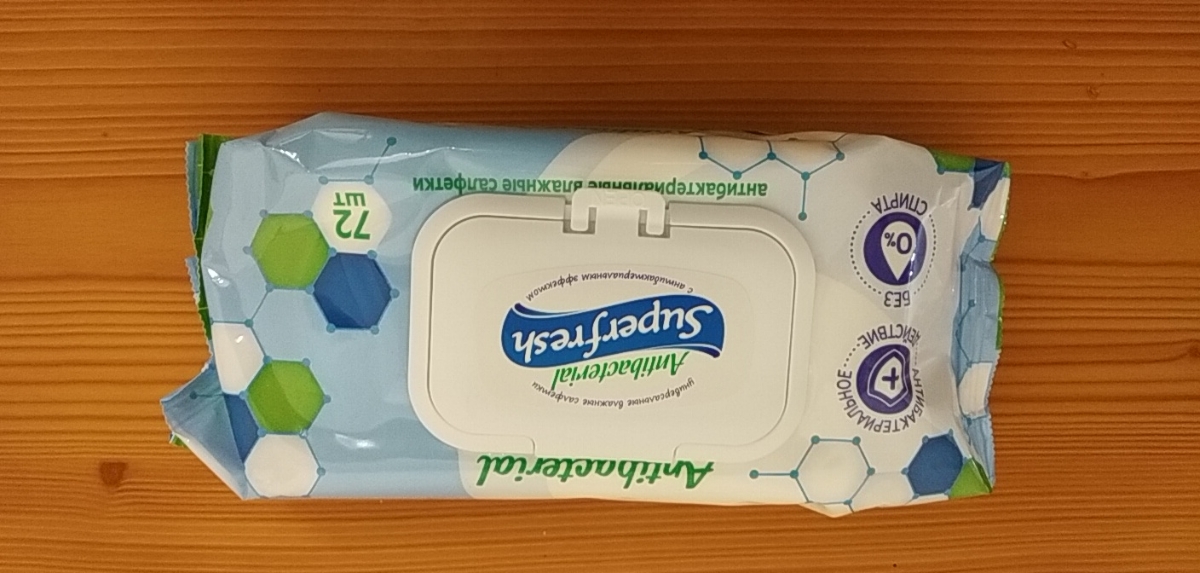 Antibacterial
АНТИБАКТЕРИАЛЬНОЕ ДЕЙСТВИЕ
БЕЗ
0%
СПИРТА
универсальные влажные салфетки
Antibacterial
Superfresh
с антибактериальным эффектом
антибактериальные влажные салфетки
72
ШТ